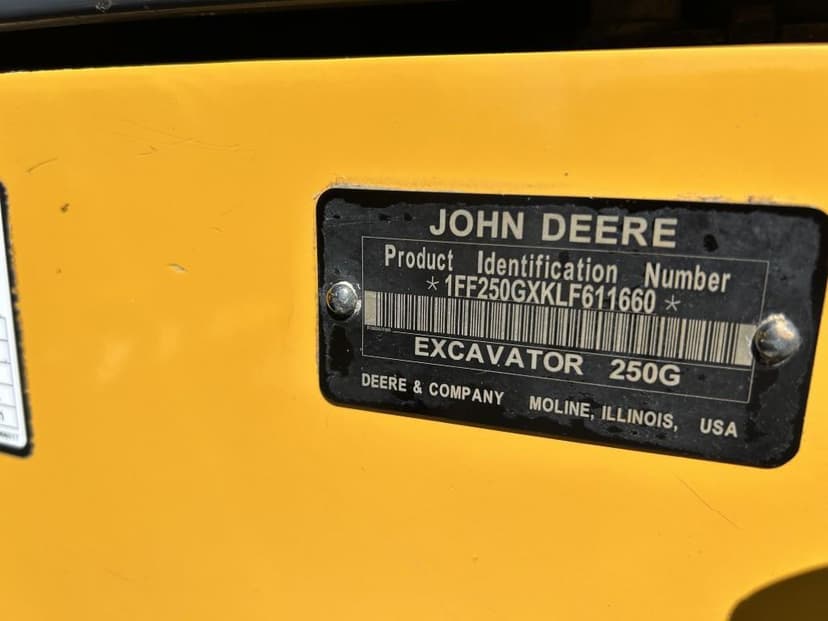 JOHN DEERE
Product Identification Number
*1FF250GXKLF611660*
EXCAVATOR 250G
DEERE & COMPANY MOLINE, ILLINOIS, USA